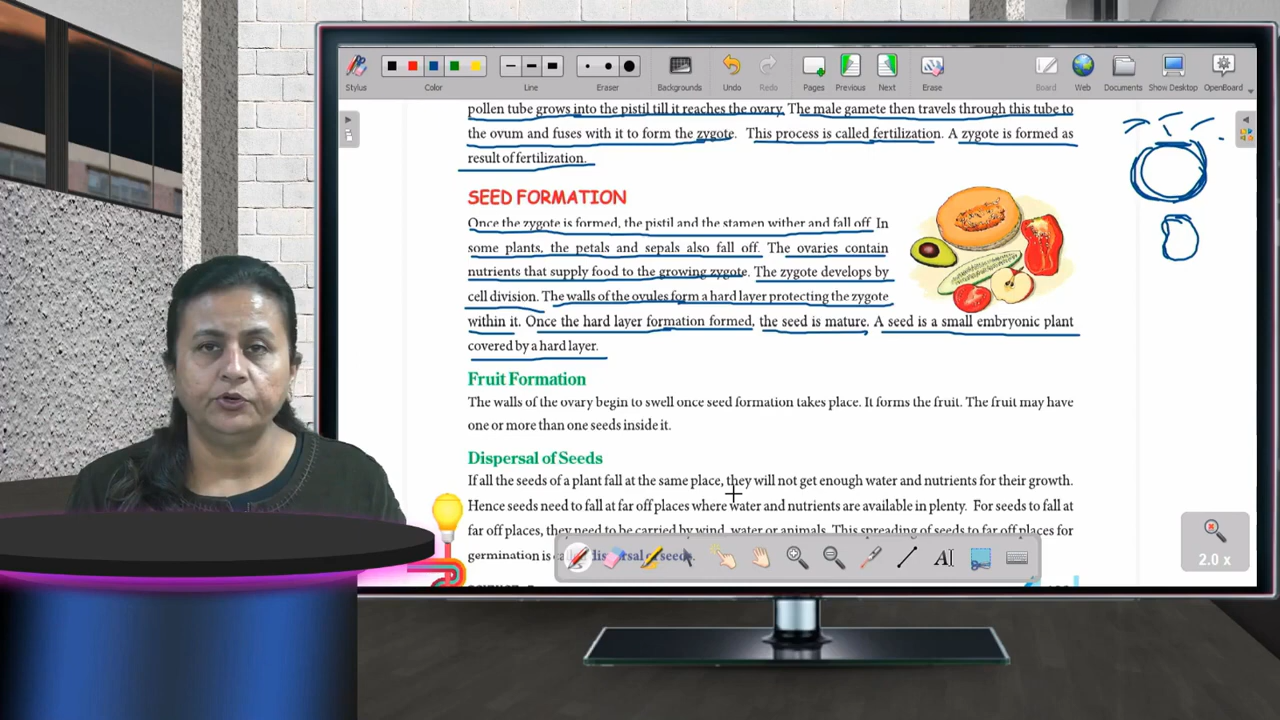 Stylus
Color
Line
Eraser
Backgrounds
Undo
Redo
Pages
Previous
Next
Erase
Board
Web
Documents
Show Desktop
OpenBoard
pollen tube grows into the pistil till it reaches the ovary. The male gamete then travels through this tube to
the ovum and fuses with it to form the zygote. This process is called fertilization. A zygote is formed as
result of fertilization.
SEED FORMATION
Once the zygote is formed, the pistil and the stamen wither and fall off. In
some plants, the petals and sepals also fall off. The ovaries contain
nutrients that supply food to the growing zygote. The zygote develops by
cell division. The walls of the ovules form a hard layer protecting the zygote
within it. Once the hard layer formation formed, the seed is mature. A seed is a small embryonic plant
covered by a hard layer.
Fruit Formation
The walls of the ovary begin to swell once seed formation takes place. It forms the fruit. The fruit may have
one or more than one seeds inside it.
Dispersal of Seeds
If all the seeds of a plant fall at the same place, they will not get enough water and nutrients for their growth.
Hence seeds need to fall at far off places where water and nutrients are available in plenty. For seeds to fall at
far off places, they need to be carried by wind, water or animals. This spreading of seeds to far off places for
germination is called dispersal of seeds.
2.0 x